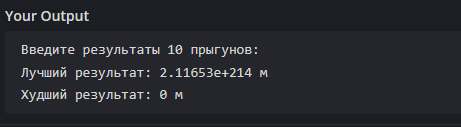 Your Output
Введите результаты 10 прыгунов:
Лучший результат: 2.11653e+214 м
Худший результат: 0 м